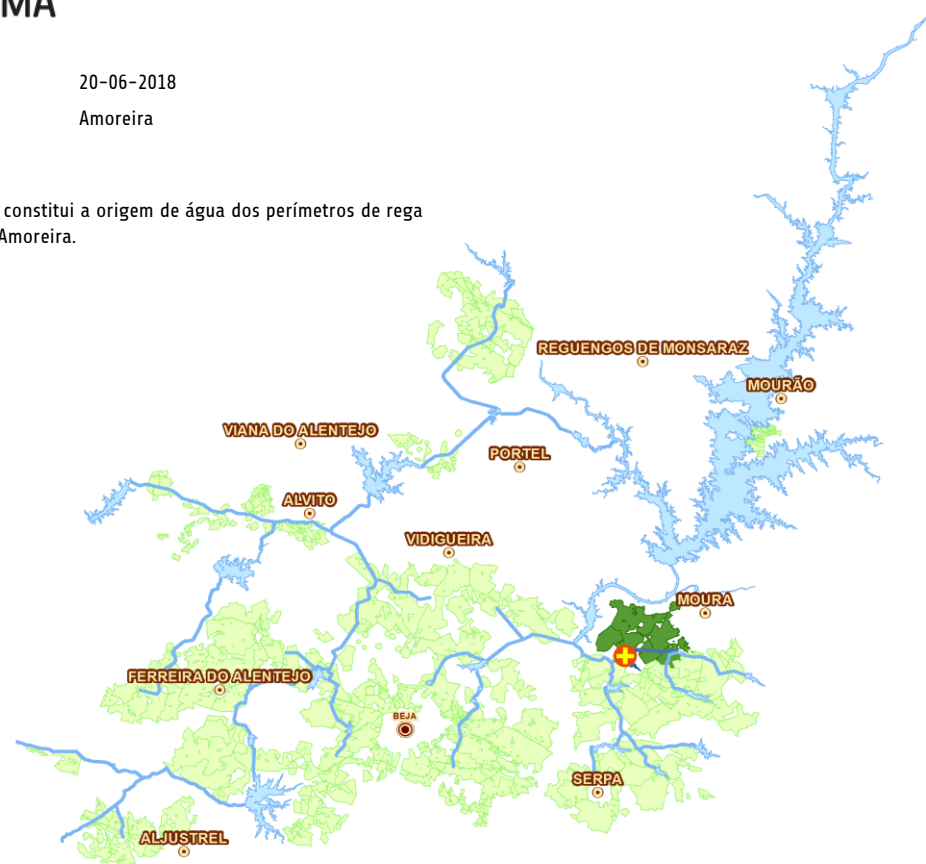 MA
20-06-2018
Amoreira
constitui a origem de água dos perímetros de rega
Amoreira.
REGUENGOS DE MONSARAZ
MOURÃO
VIANA DO ALENTEJO
PORTEL
ALVITO
VIDIGUEIRA
MOURA
FERREIRA DO ALENTEJO
BEJA
SERPA
ALJUSTREL